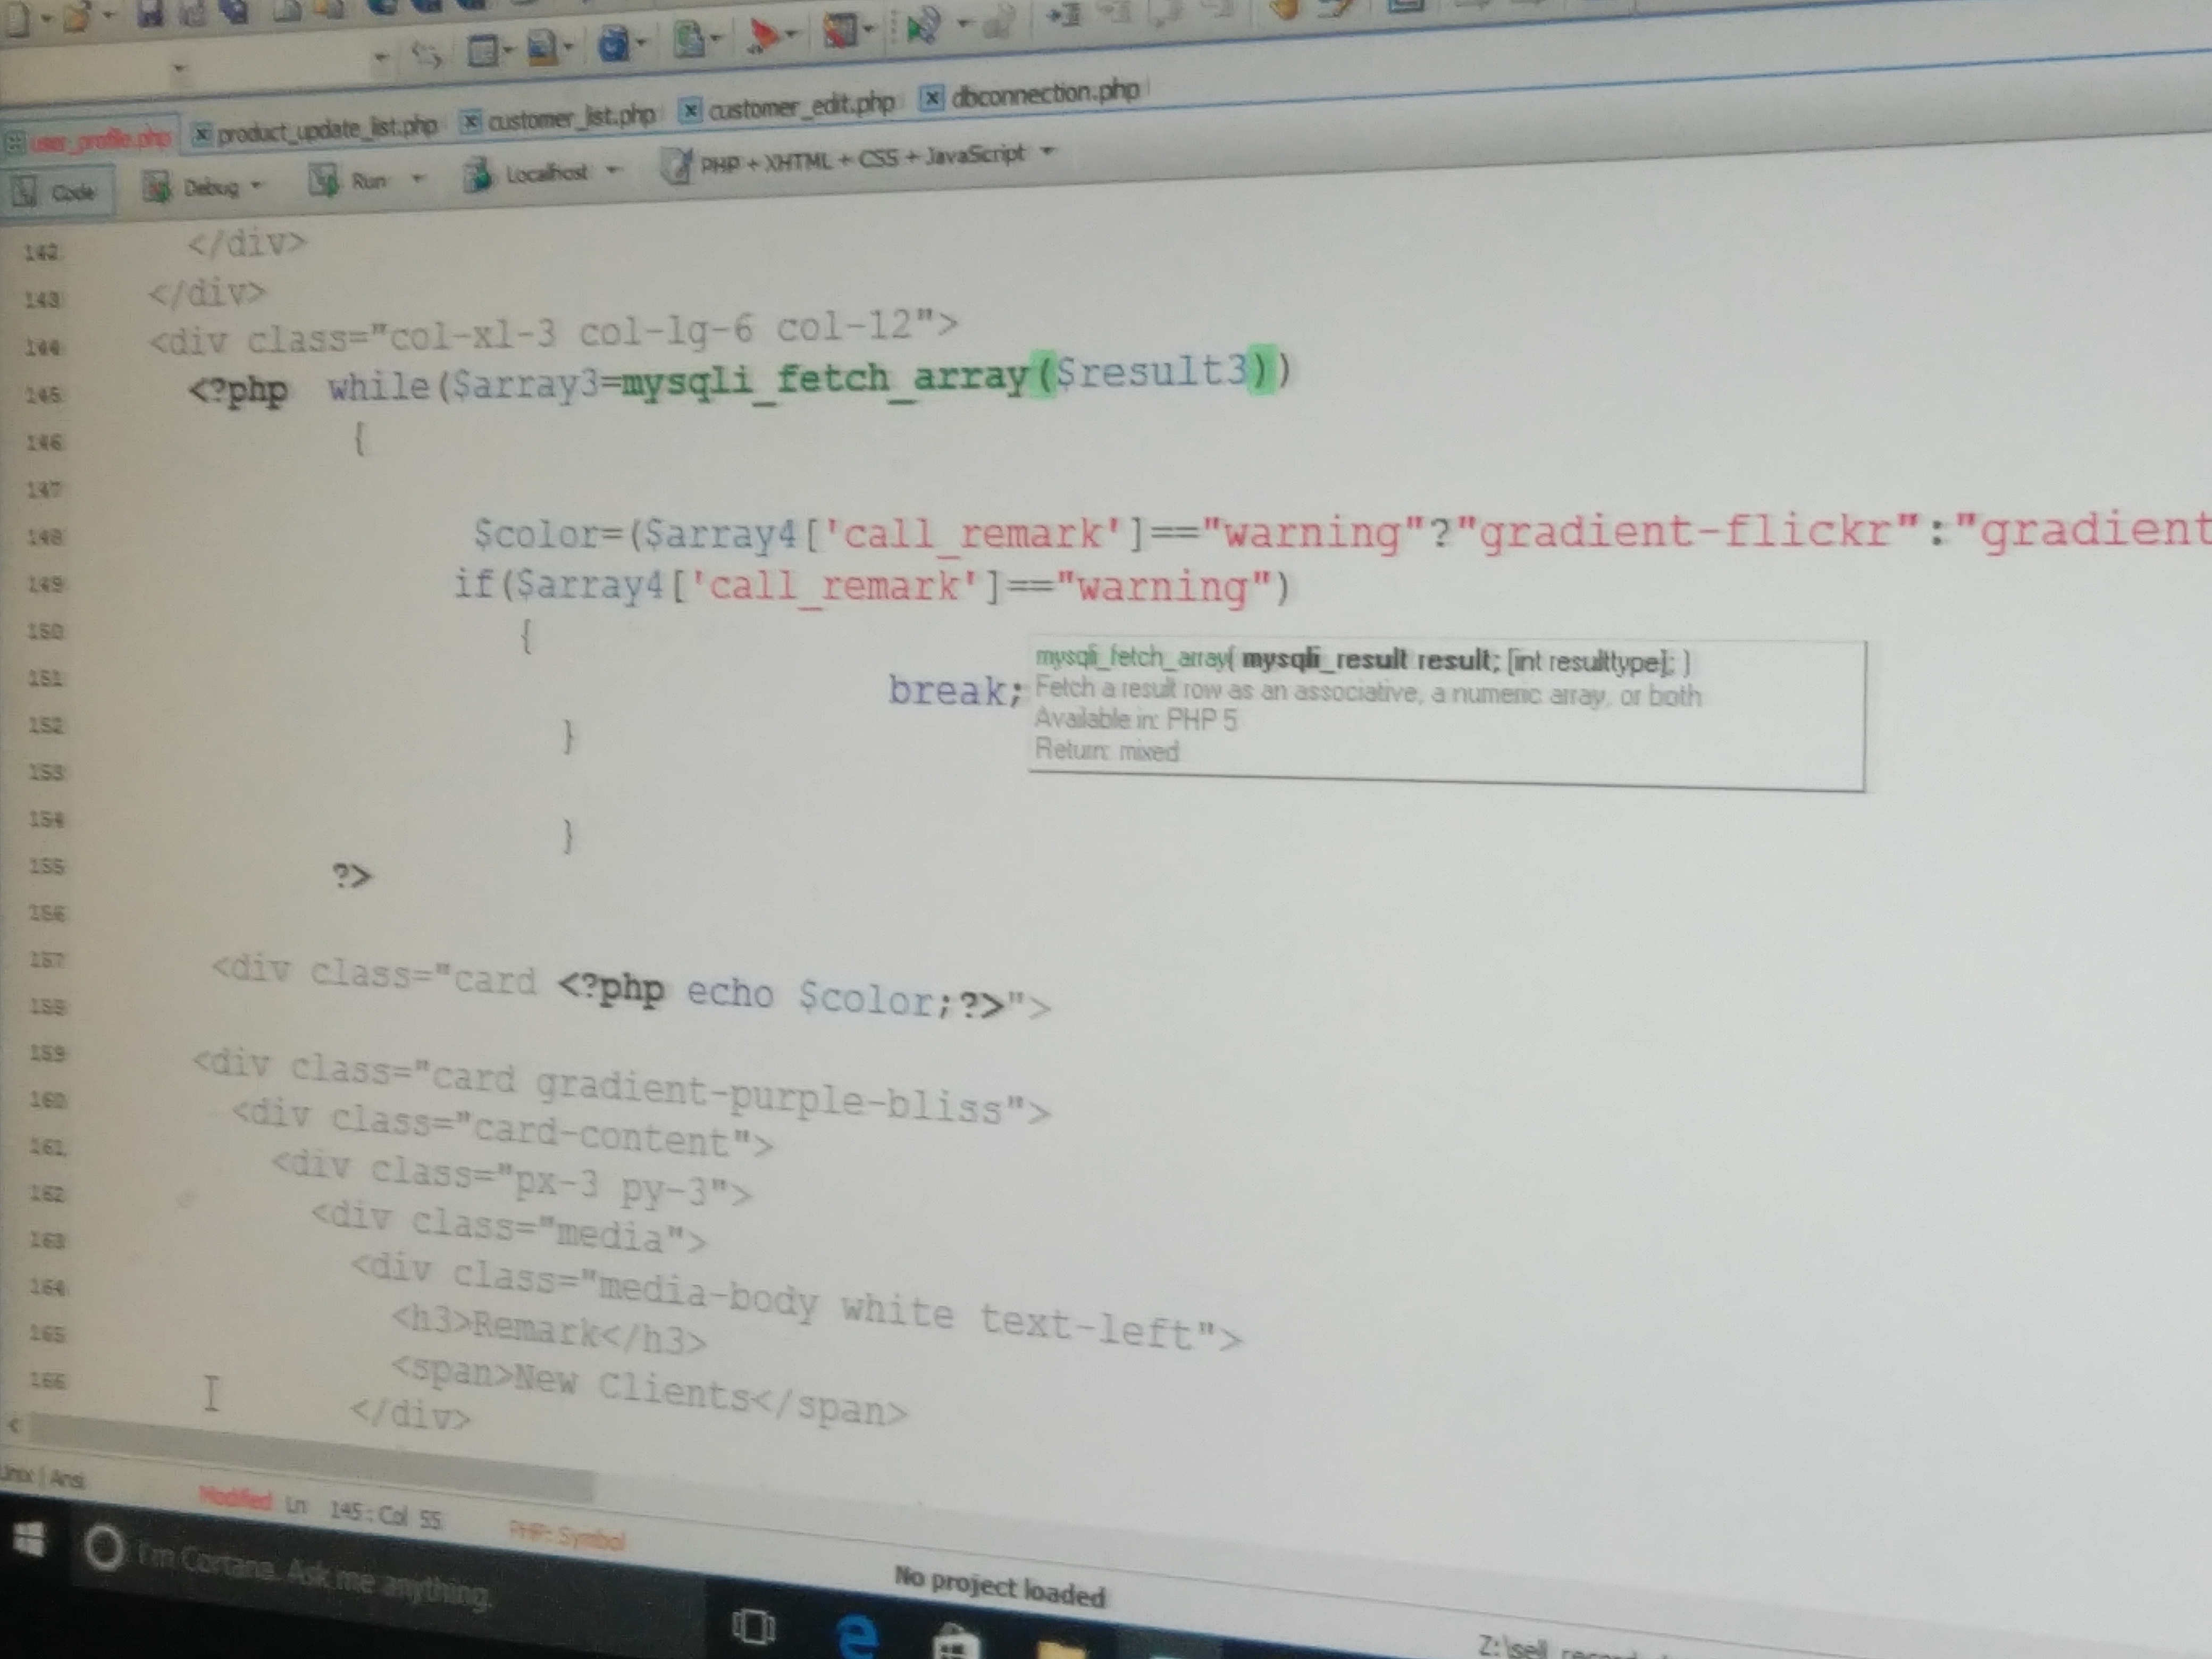 user_profile.php product_update_list.php customer_list.php customer_edit.php dbconnection.php
Code Debug Run Localhost PHP + XHTML + CSS + JavaScript
142 </div>
143 </div>
144 <div class="col-xl-3 col-lg-6 col-12">
145 <?php while($array3=mysqli_fetch_array($result3))
146 {
147
148 $color=($array4['call_remark']=="warning"?"gradient-flickr":"gradient
149 if($array4['call_remark']=="warning")
150 {
mysqli_fetch_array( mysqli_result result; [int resulttype]; )
151 break; Fetch a result row as an associative, a numeric array, or both
Available in: PHP 5
152 }
Return: mixed
153
154 }
155 ?>
156
157 <div class="card <?php echo $color;?>">
158
159 <div class="card gradient-purple-bliss">
160 <div class="card-content">
161 <div class="px-3 py-3">
162 <div class="media">
163 <div class="media-body white text-left">
164 <h3>Remark</h3>
165 <span>New Clients</span>
166 </div>
Unix | Ansi Modified Ln 145 : Col 55 PHP: Symbol
No project loaded
I'm Cortana. Ask me anything.
Z:\sell